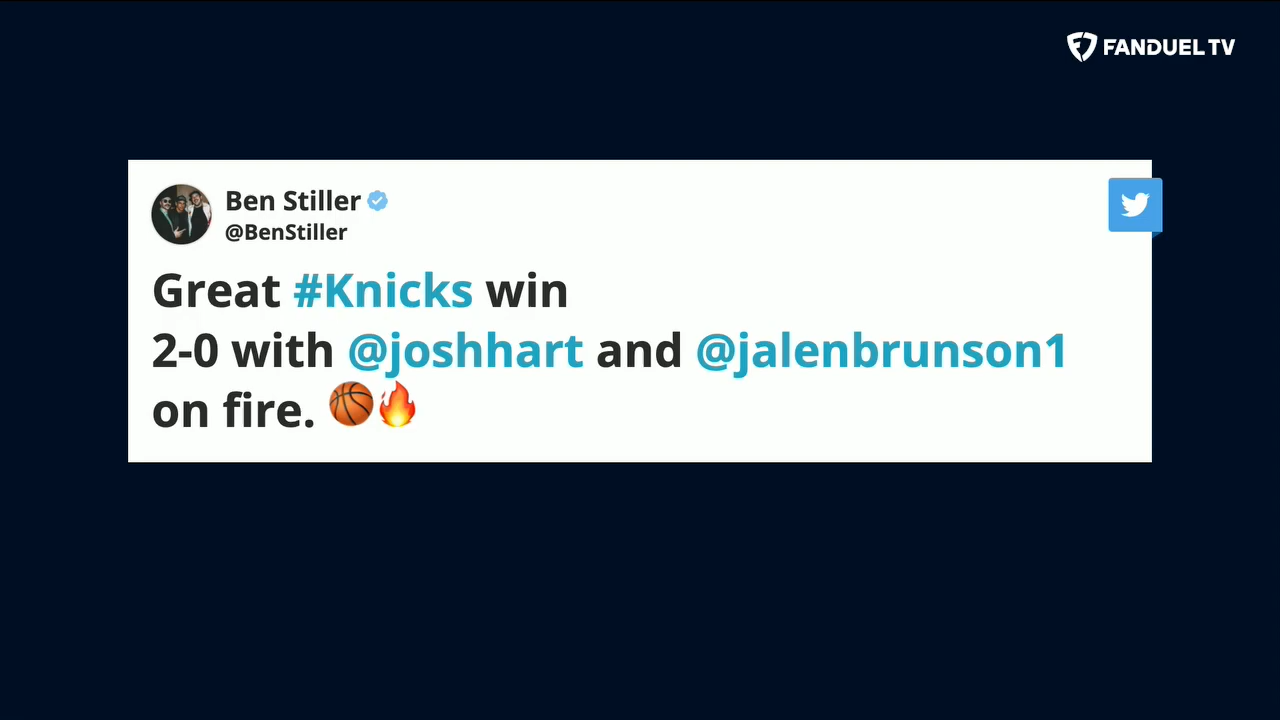 FANDUEL TV
Ben Stiller
@BenStiller
Great #Knicks win
2-0 with @joshhart and @jalenbrunson1
on fire. 🏀🔥